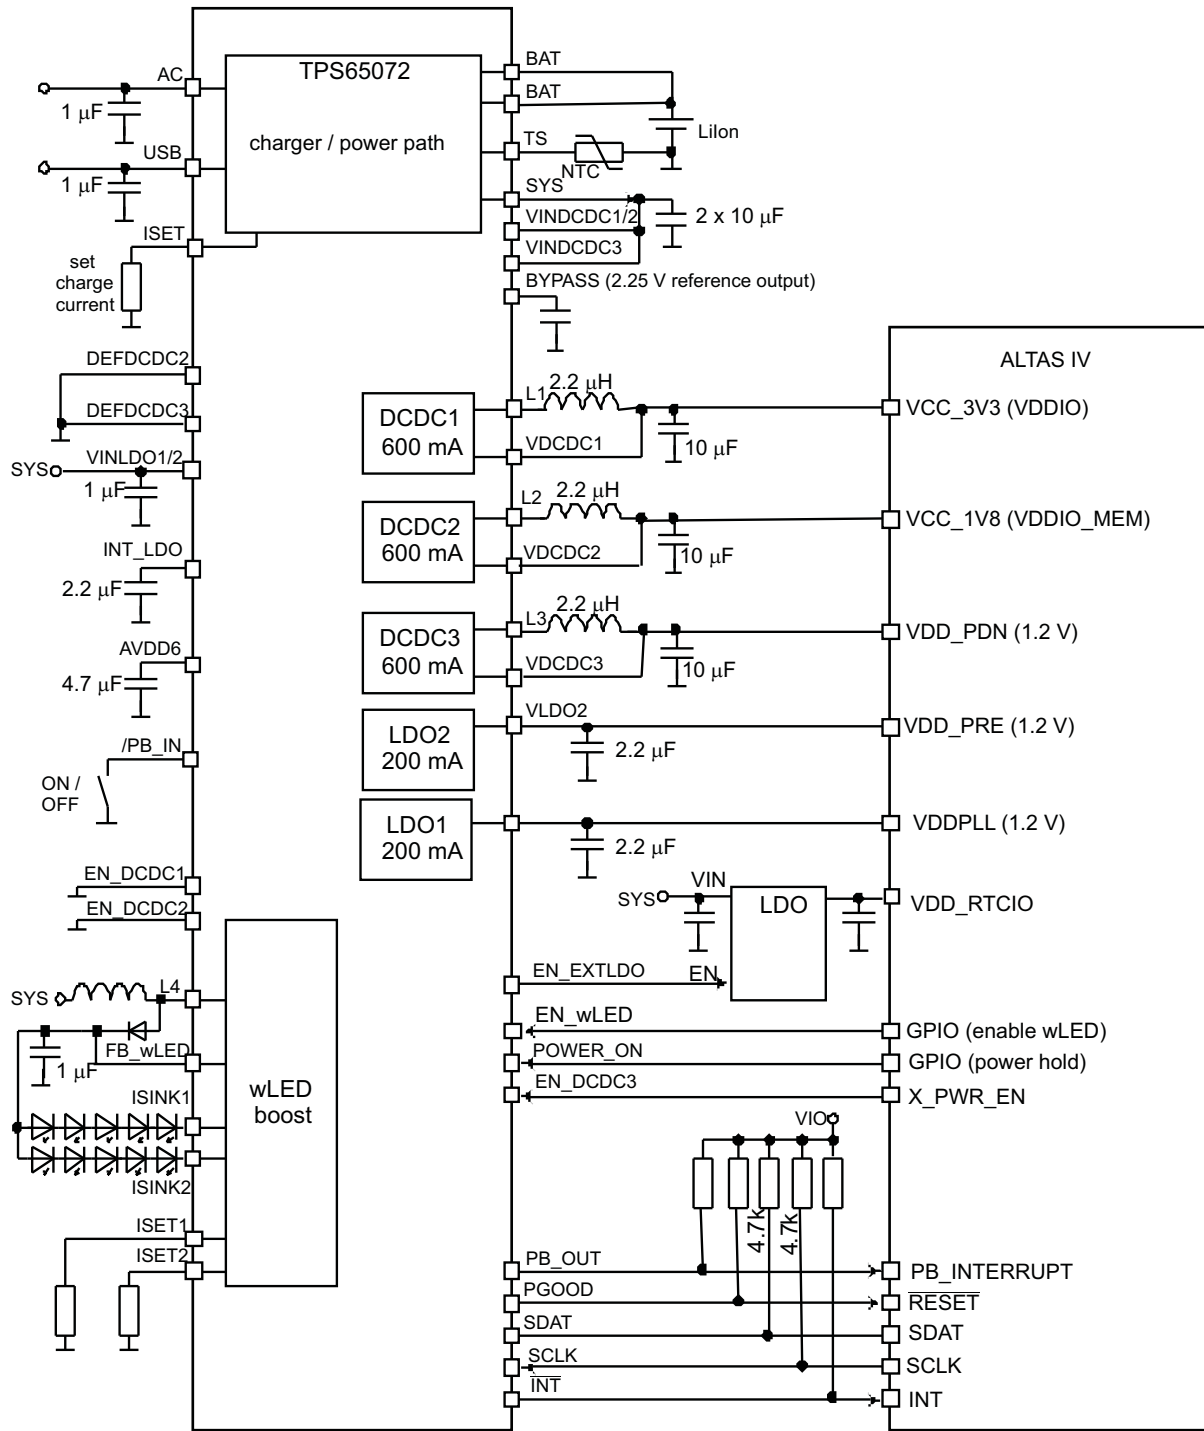 TPS65072
charger / power path
AC
1 μF
USB
1 μF
ISET
set
charge
current
DEFDCDC2
DEFDCDC3
SYS
VINLDO1/2
1 μF
INT_LDO
2.2 μF
AVDD6
4.7 μF
/PB_IN
ON /
OFF
EN_DCDC1
EN_DCDC2
SYS
L4
FB_wLED
1 μF
ISINK1
ISINK2
ISET1
ISET2
wLED
boost
BAT
BAT
LiIon
TS
NTC
SYS
VINDCDC1/2
2 x 10 μF
VINDCDC3
BYPASS (2.25 V reference output)
ALTAS IV
DCDC1
600 mA
L1
2.2 μH
VDCDC1
10 μF
VCC_3V3 (VDDIO)
DCDC2
600 mA
L2
2.2 μH
VDCDC2
10 μF
VCC_1V8 (VDDIO_MEM)
DCDC3
600 mA
L3
2.2 μH
VDCDC3
10 μF
VDD_PDN (1.2 V)
LDO2
200 mA
VLDO2
2.2 μF
VDD_PRE (1.2 V)
LDO1
200 mA
2.2 μF
VDDPLL (1.2 V)
SYS
VIN
LDO
VDD_RTCIO
EN_EXTLDO
EN
EN_wLED
GPIO (enable wLED)
POWER_ON
GPIO (power hold)
EN_DCDC3
X_PWR_EN
VIO
4.7k
4.7k
PB_OUT
PB_INTERRUPT
PGOOD
RESET
SDAT
SDAT
SCLK
SCLK
INT
INT